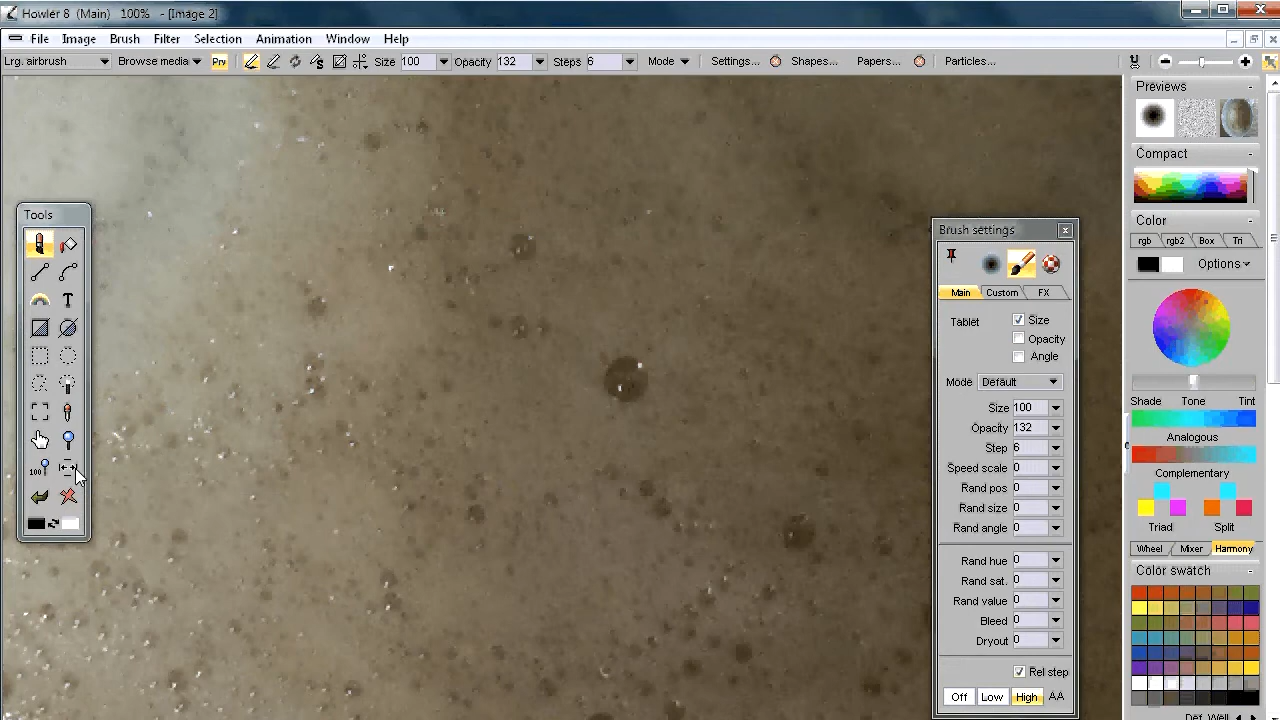 Howler 8 (Main) 100% - [Image 2]
File Image Brush Filter Selection Animation Window Help
Lrg. airbrush Browse media Prv Size 100 Opacity 132 Steps 6 Mode Settings... Shapes... Papers... Particles...
Previews
Compact
Color
rgb rgb2 Box Tri
Options
Shade Tone Tint
Analogous
Complementary
Triad Split
Wheel Mixer Harmony
Color swatch
Def. Well
Tools
T
100
Brush settings
Main Custom FX
Tablet Size
Opacity
Angle
Mode Default
Size 100
Opacity 132
Step 6
Speed scale 0
Rand pos 0
Rand size 0
Rand angle 0
Rand hue 0
Rand sat. 0
Rand value 0
Bleed 0
Dryout 0
Rel step
Off Low High AA